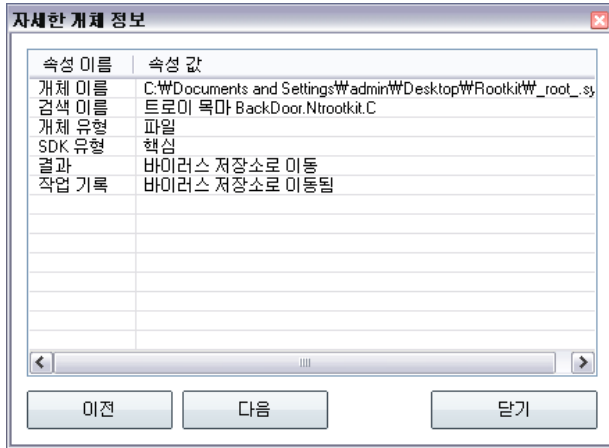 자세한 개체 정보
속성 이름 속성 값
개체 이름 C:₩Documents and Settings₩admin₩Desktop₩Rootkit₩_root_.sy
검색 이름 트로이 목마 BackDoor.Ntrootkit.C
개체 유형 파일
SDK 유형 핵심
결과 바이러스 저장소로 이동
작업 기록 바이러스 저장소로 이동됨
이전 다음 닫기